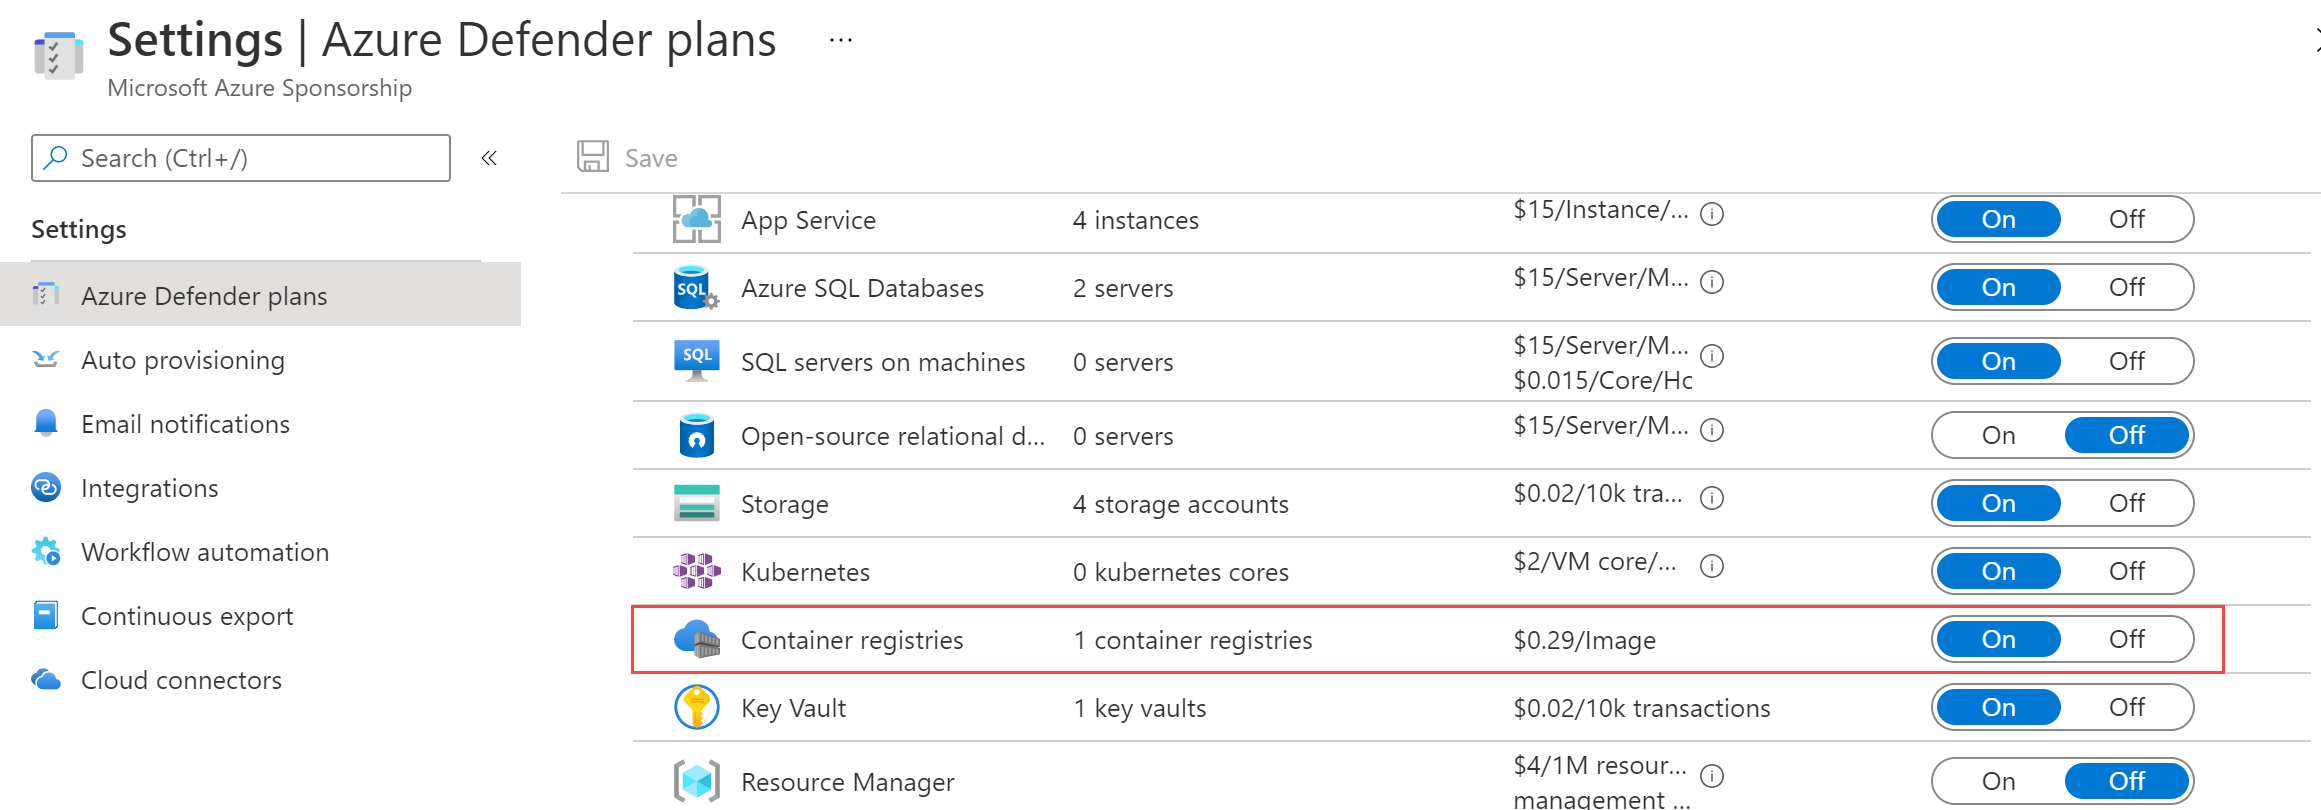 Settings | Azure Defender plans ...
Microsoft Azure Sponsorship
Search (Ctrl+/)
«
Save
Settings
Azure Defender plans
Auto provisioning
Email notifications
Integrations
Workflow automation
Continuous export
Cloud connectors
App Service 4 instances $15/Instance/... On Off
SQL Azure SQL Databases 2 servers $15/Server/M... On Off
SQL SQL servers on machines 0 servers $15/Server/M... On Off
$0.015/Core/Hc
Open-source relational d... 0 servers $15/Server/M... On Off
Storage 4 storage accounts $0.02/10k tra... On Off
Kubernetes 0 kubernetes cores $2/VM core/... On Off
Container registries 1 container registries $0.29/Image On Off
Key Vault 1 key vaults $0.02/10k transactions On Off
Resource Manager $4/1M resour... On Off
management ...